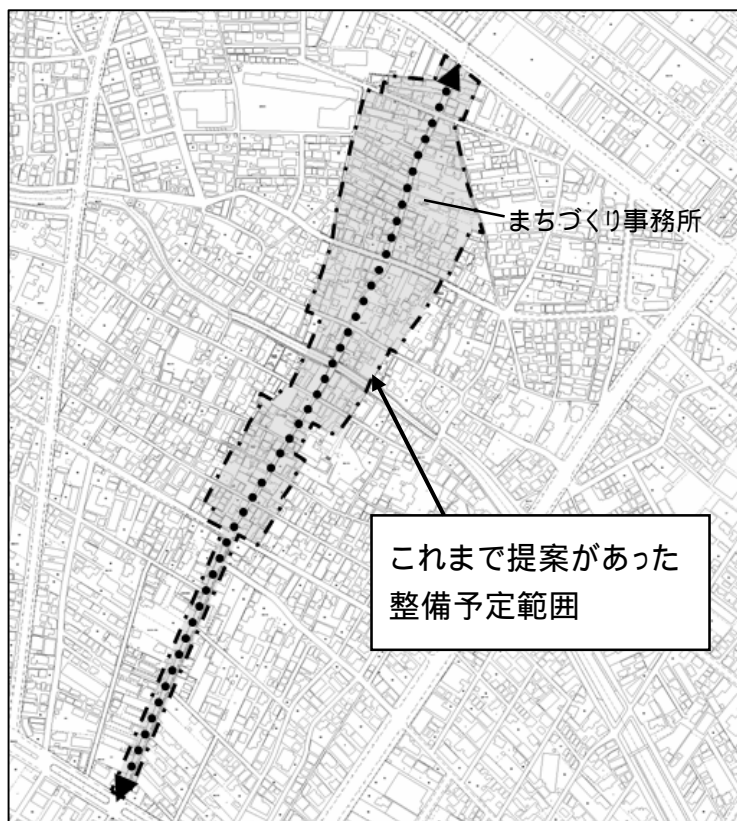 まちづくり事務所
これまで提案があった
整備予定範囲